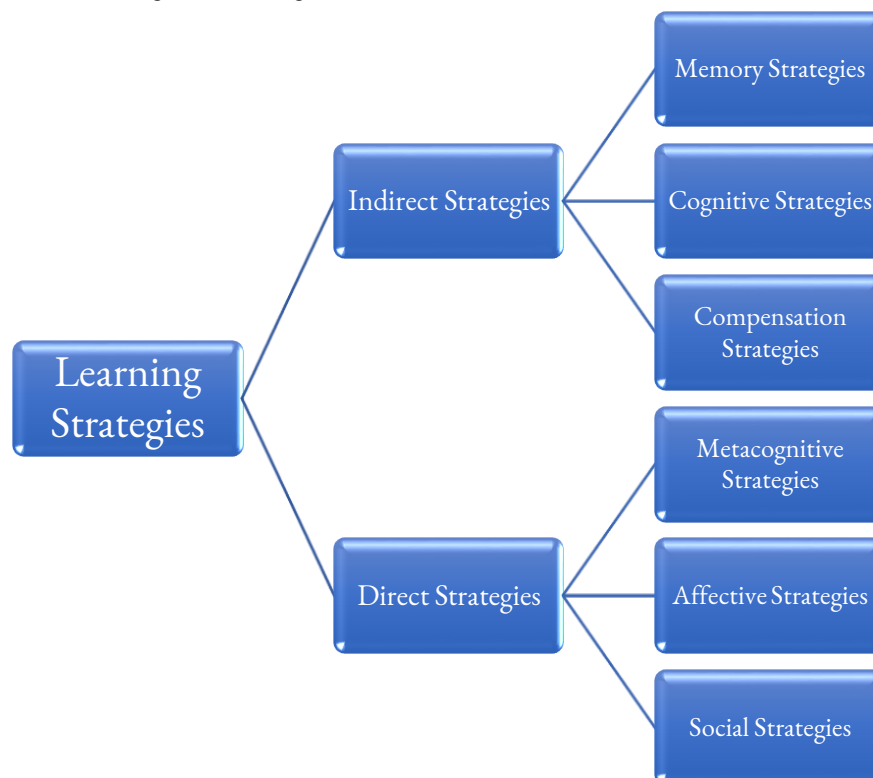 Memory Strategies
Indirect Strategies
Cognitive Strategies
Compensation
Strategies
Learning
Strategies
Metacognitive
Strategies
Direct Strategies
Affective Strategies
Social Strategies